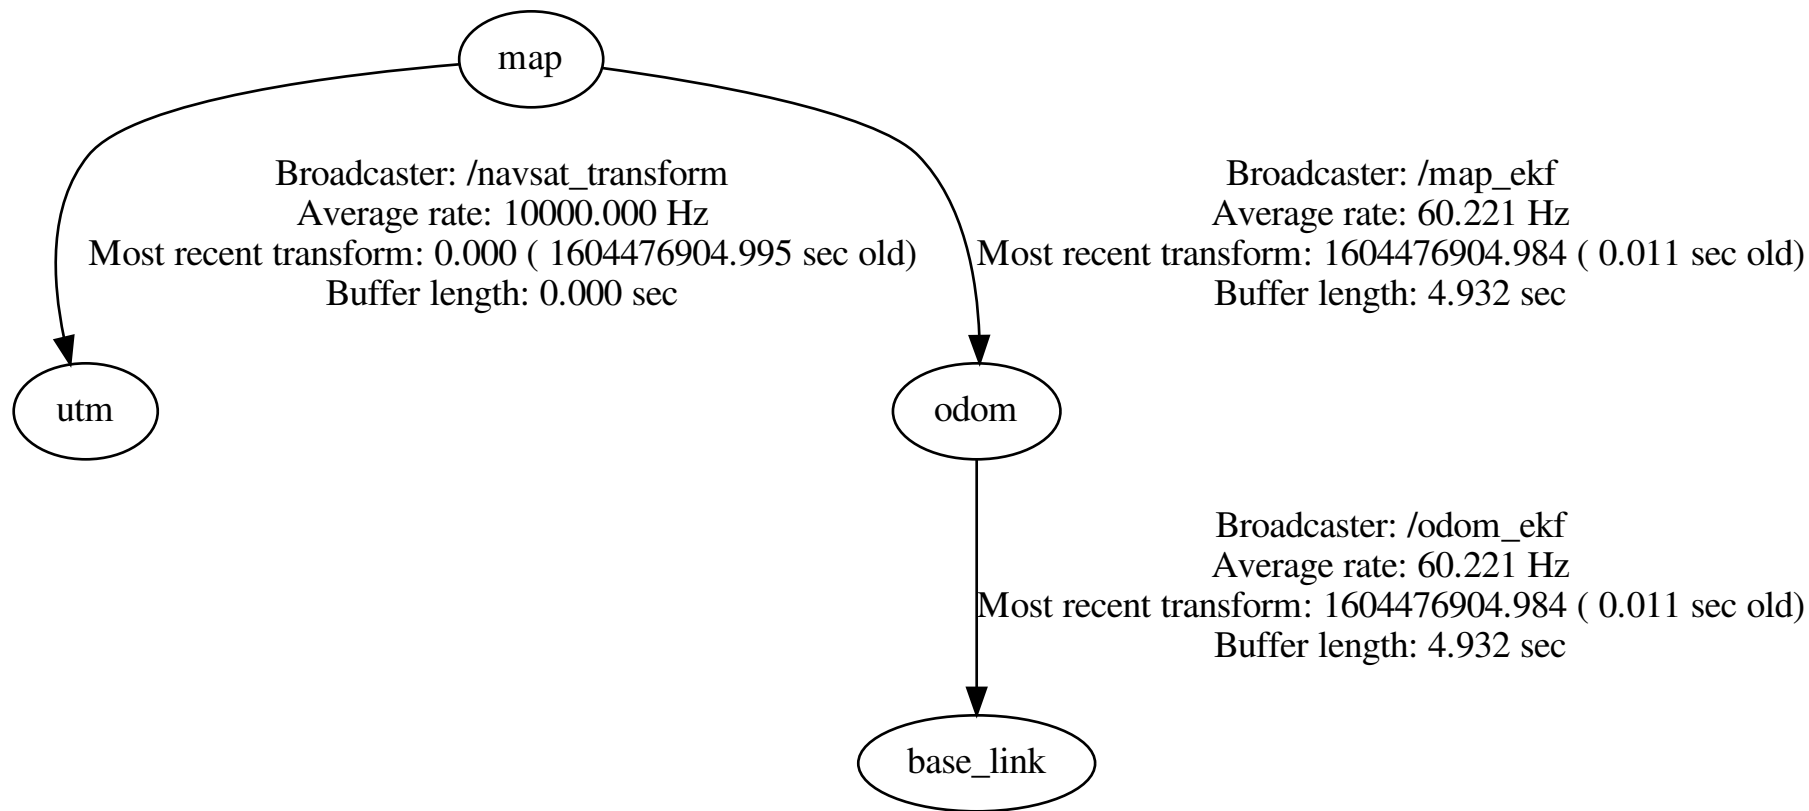 map
Broadcaster: /navsat_transform
Average rate: 10000.000 Hz
Most recent transform: 0.000 ( 1604476904.995 sec old)
Buffer length: 0.000 sec
Broadcaster: /map_ekf
Average rate: 60.221 Hz
Most recent transform: 1604476904.984 ( 0.011 sec old)
Buffer length: 4.932 sec
utm
odom
Broadcaster: /odom_ekf
Average rate: 60.221 Hz
Most recent transform: 1604476904.984 ( 0.011 sec old)
Buffer length: 4.932 sec
base_link